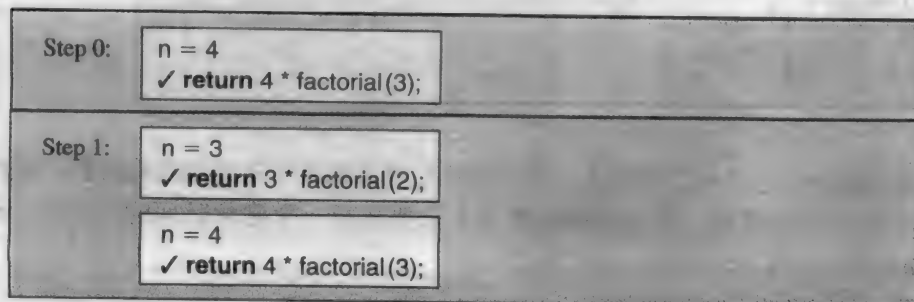 Step 0:
n = 4
✓ return 4 * factorial(3);
Step 1:
n = 3
✓ return 3 * factorial(2);
n = 4
✓ return 4 * factorial(3);